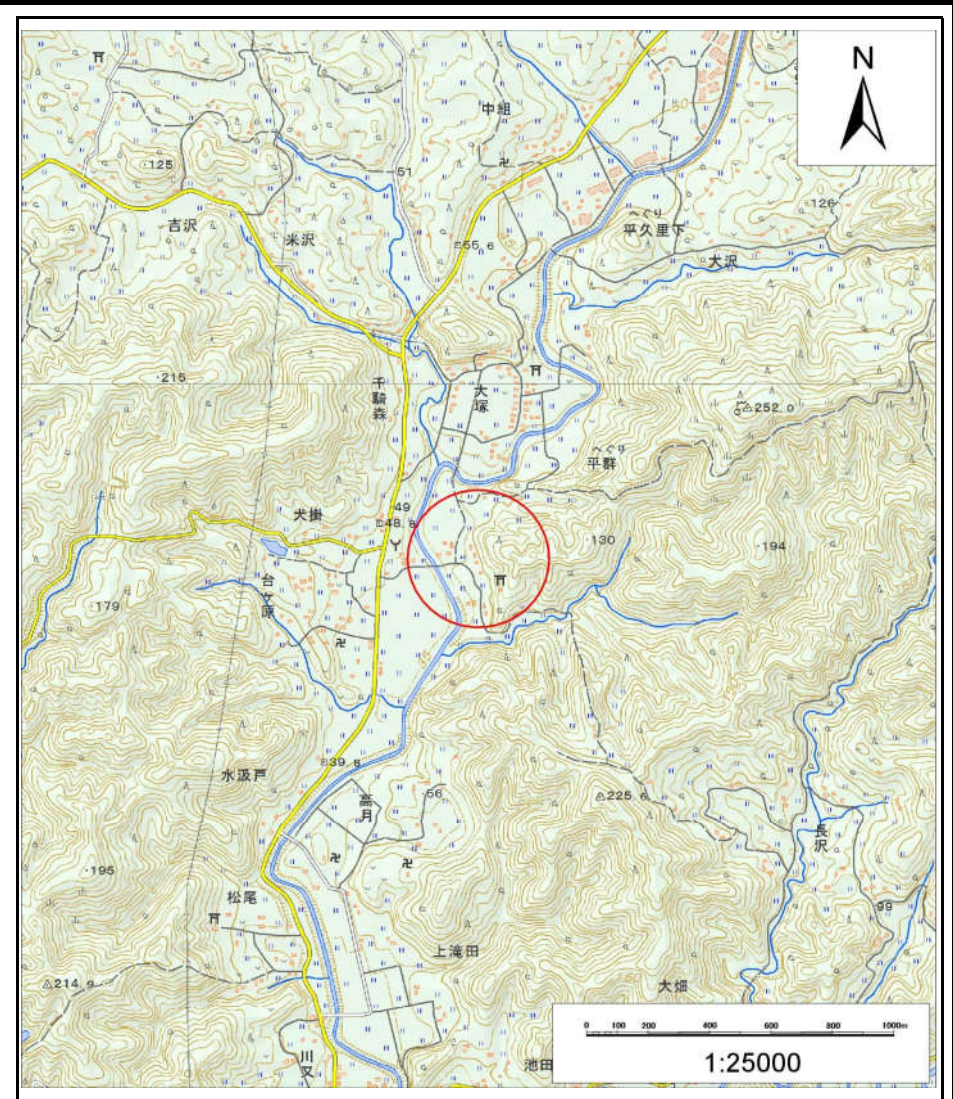 N
中組
125
51
へぐり
平久里下
126
吉沢
米沢
55.6
大沢
215
千騎森
大塚
252.0
へぐり
平群
49
48.8
犬掛
130
194
台ヶ原
179
39.8
水汲戸
高月
56
225.6
長沢
195
松尾
99
上滝田
214.9
大畑
川又
池田
0 100 200 400 600 800 1000m
1:25000